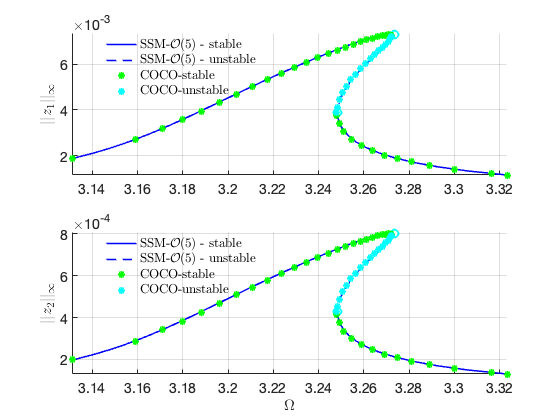 ×10⁻³
SSM-𝒪(5) - stable
SSM-𝒪(5) - unstable
COCO-stable
COCO-unstable
6
4
2
||z₁||∞
3.14 3.16 3.18 3.2 3.22 3.24 3.26 3.28 3.3 3.32
×10⁻⁴
SSM-𝒪(5) - stable
SSM-𝒪(5) - unstable
COCO-stable
COCO-unstable
8
6
4
2
||z₂||∞
3.14 3.16 3.18 3.2 3.22 3.24 3.26 3.28 3.3 3.32
Ω